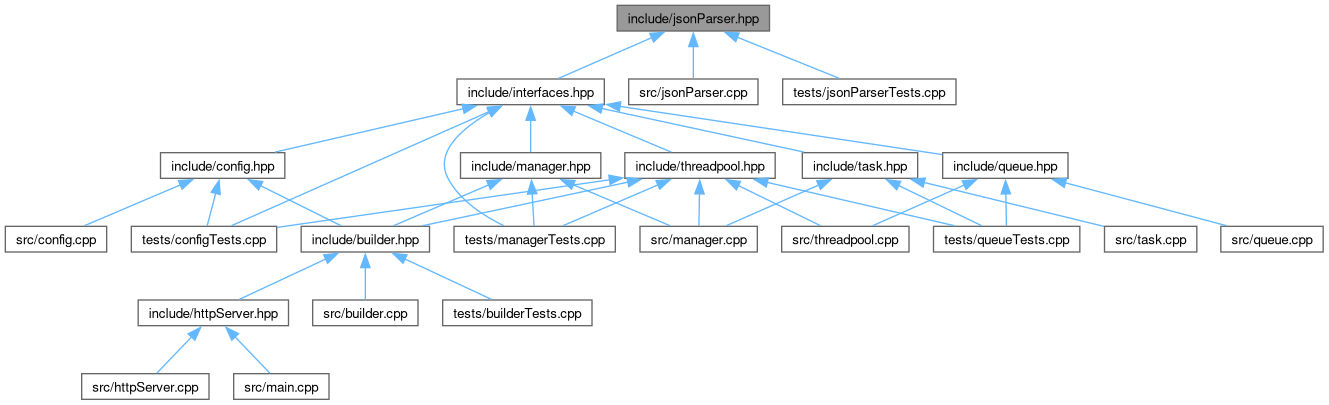 include/jsonParser.hpp
include/interfaces.hpp
src/jsonParser.cpp
tests/jsonParserTests.cpp
include/config.hpp
include/manager.hpp
include/threadpool.hpp
include/task.hpp
include/queue.hpp
src/config.cpp
tests/configTests.cpp
include/builder.hpp
tests/managerTests.cpp
src/manager.cpp
src/threadpool.cpp
tests/queueTests.cpp
src/task.cpp
src/queue.cpp
include/httpServer.hpp
src/builder.cpp
tests/builderTests.cpp
src/httpServer.cpp
src/main.cpp